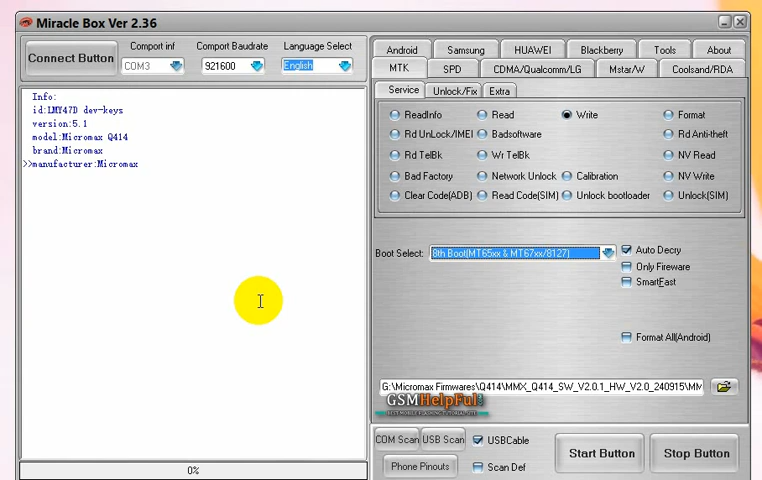 Miracle Box Ver 2.36
Connect Button
Comport inf
COM3
Comport Baudrate
921600
Language Select
English
Info:
id:LMY47D dev-keys
version:5.1
model:Micromax Q414
brand:Micromax
>>manufacturer:Micromax
0%
Android Samsung HUAWEI Blackberry Tools About
MTK SPD CDMA/Qualcomm/LG Mstar/W Coolsand/RDA
Service Unlock/Fix Extra
ReadInfo Read Write Format
Rd UnLock/IMEI Badsoftware Rd Anti-theft
Rd TelBk Wr TelBk NV Read
Bad Factory Network Unlock Calibration NV Write
Clear Code(ADB) Read Code(SIM) Unlock bootloader Unlock(SIM)
Boot Select: 8th Boot(MT65xx & MT67xx/8127)
Auto Decry
Only Fireware
SmartFast
Format All(Android)
G:\Micromax Firmwares\Q414\MMX_Q414_SW_V2.0.1_HW_V2.0_240915\MM
GSMHelpFul
BEST MOBILE FLASHING TUTORIAL SITE
COM Scan USB Scan USBCable
Phone Pinouts Scan Def
Start Button Stop Button